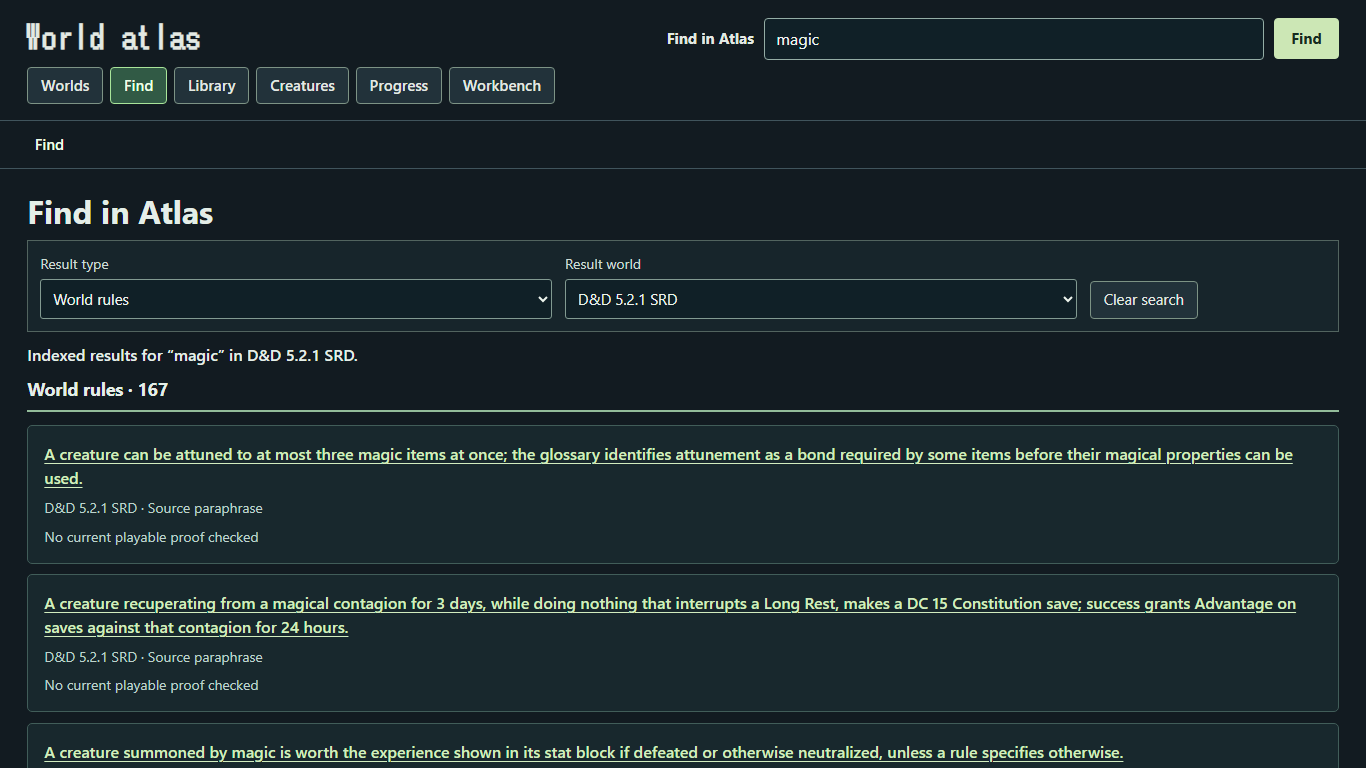 World atlas
Find in Atlas
magic
Find
Worlds
Find
Library
Creatures
Progress
Workbench
Find
Find in Atlas
Result type
Result world
World rules
D&D 5.2.1 SRD
Clear search
Indexed results for “magic” in D&D 5.2.1 SRD.
World rules · 167
A creature can be attuned to at most three magic items at once; the glossary identifies attunement as a bond required by some items before their magical properties can be
used.
D&D 5.2.1 SRD · Source paraphrase
No current playable proof checked
A creature recuperating from a magical contagion for 3 days, while doing nothing that interrupts a Long Rest, makes a DC 15 Constitution save; success grants Advantage on
saves against that contagion for 24 hours.
D&D 5.2.1 SRD · Source paraphrase
No current playable proof checked
A creature summoned by magic is worth the experience shown in its stat block if defeated or otherwise neutralized, unless a rule specifies otherwise.